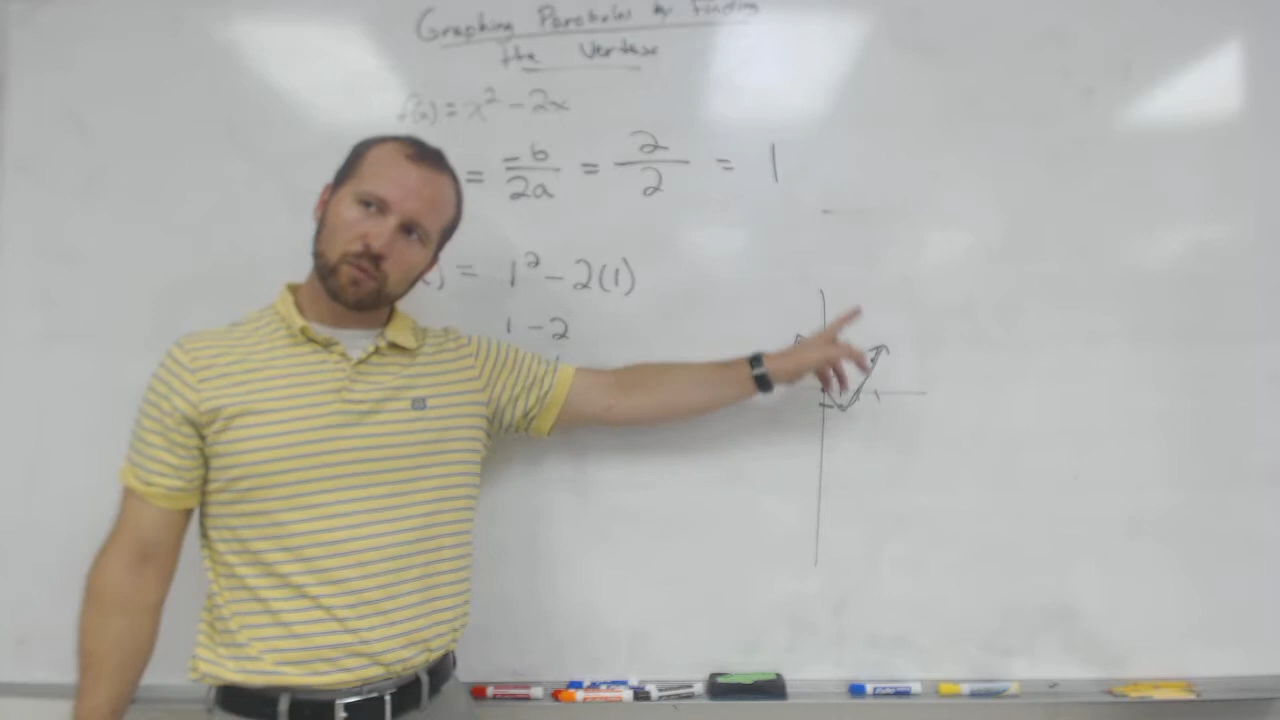 Graphing Parabolas by Finding
the Vertex
f(x) = x² - 2x
= -b/2a = 2/2 = 1
) = 1² - 2(1)
1 - 2